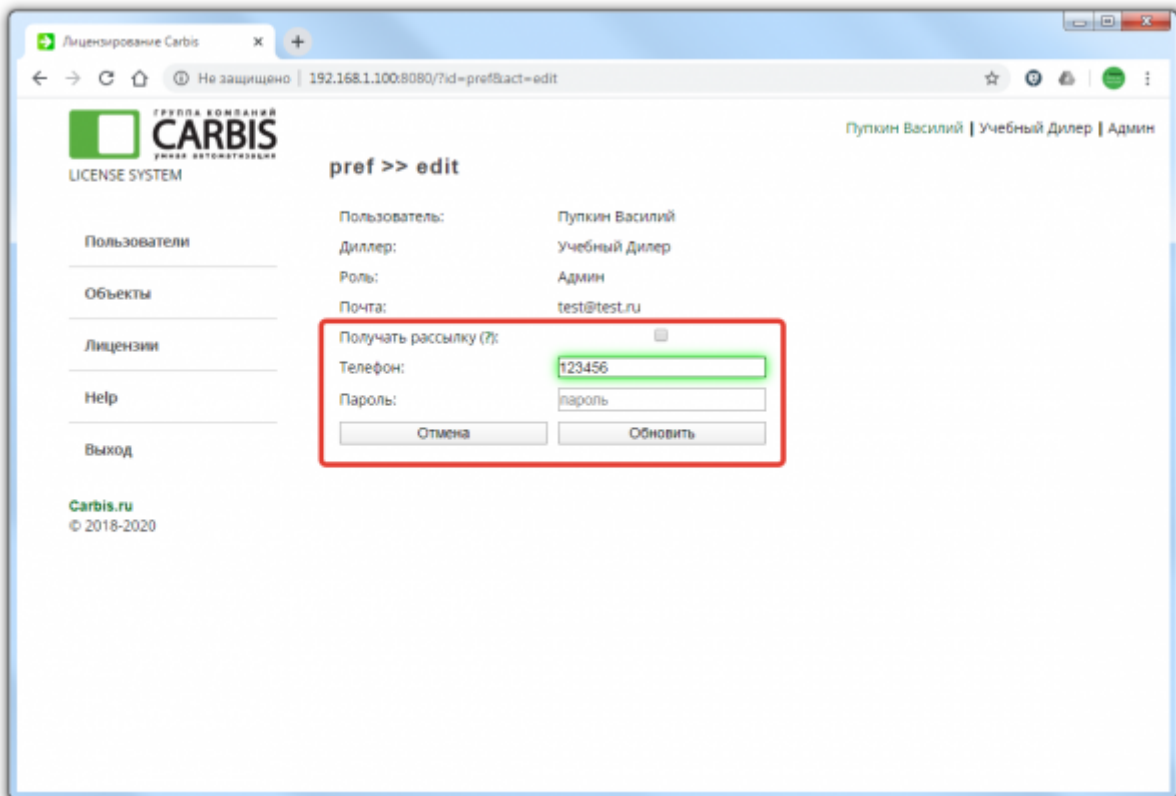 Лицензирование Carbis
Не защищено | 192.168.1.100:8080/?id=pref&act=edit
ГРУППА КОМПАНИЙ
CARBIS
умная автоматизация
LICENSE SYSTEM
Пупкин Василий | Учебный Дилер | Админ
pref >> edit
Пользователи
Объекты
Лицензии
Help
Выход
Carbis.ru
© 2018-2020
Пользователь: Пупкин Василий
Диллер: Учебный Дилер
Роль: Админ
Почта: test@test.ru
Получать рассылку (?):
Телефон: 123456
Пароль: пароль
Отмена Обновить